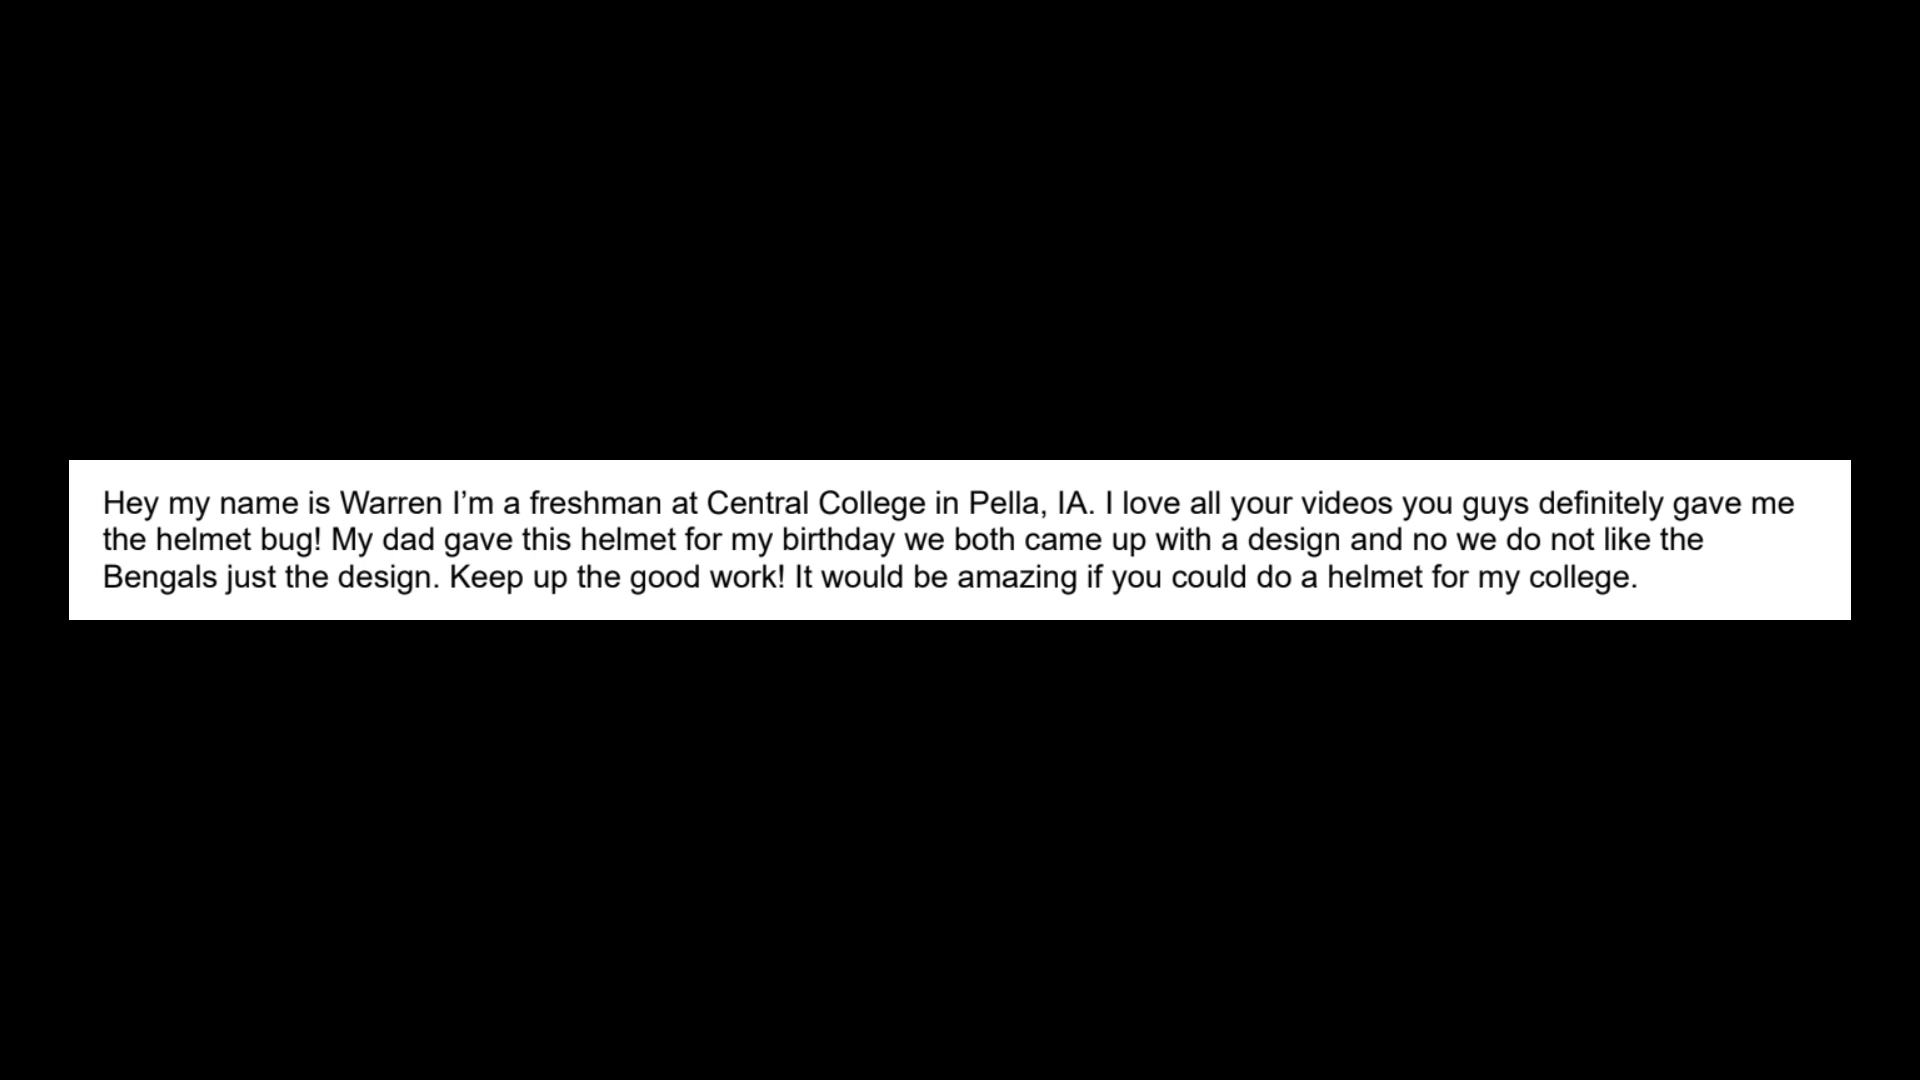 Hey my name is Warren I’m a freshman at Central College in Pella, IA. I love all your videos you guys definitely gave me
the helmet bug! My dad gave this helmet for my birthday we both came up with a design and no we do not like the
Bengals just the design. Keep up the good work! It would be amazing if you could do a helmet for my college.